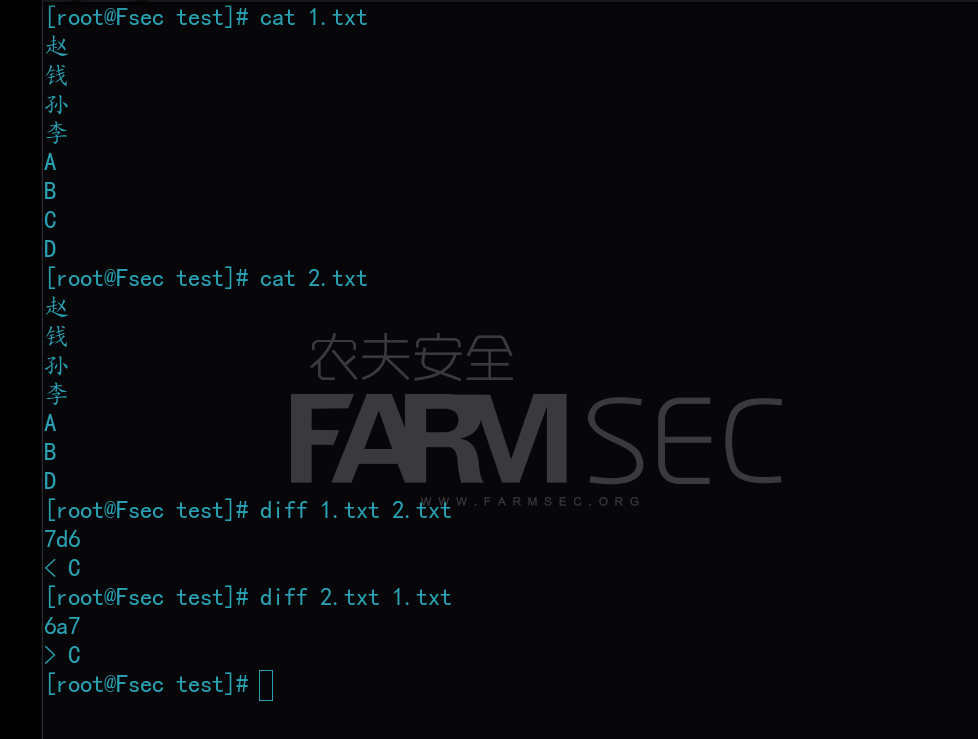 [root@Fsec test]# cat 1.txt
赵
钱
孙
李
A
B
C
D
[root@Fsec test]# cat 2.txt
赵
钱
孙
李
A
B
D
农夫安全
FARMSEC
WWW.FARMSEC.ORG
[root@Fsec test]# diff 1.txt 2.txt
7d6
< C
[root@Fsec test]# diff 2.txt 1.txt
6a7
> C
[root@Fsec test]#